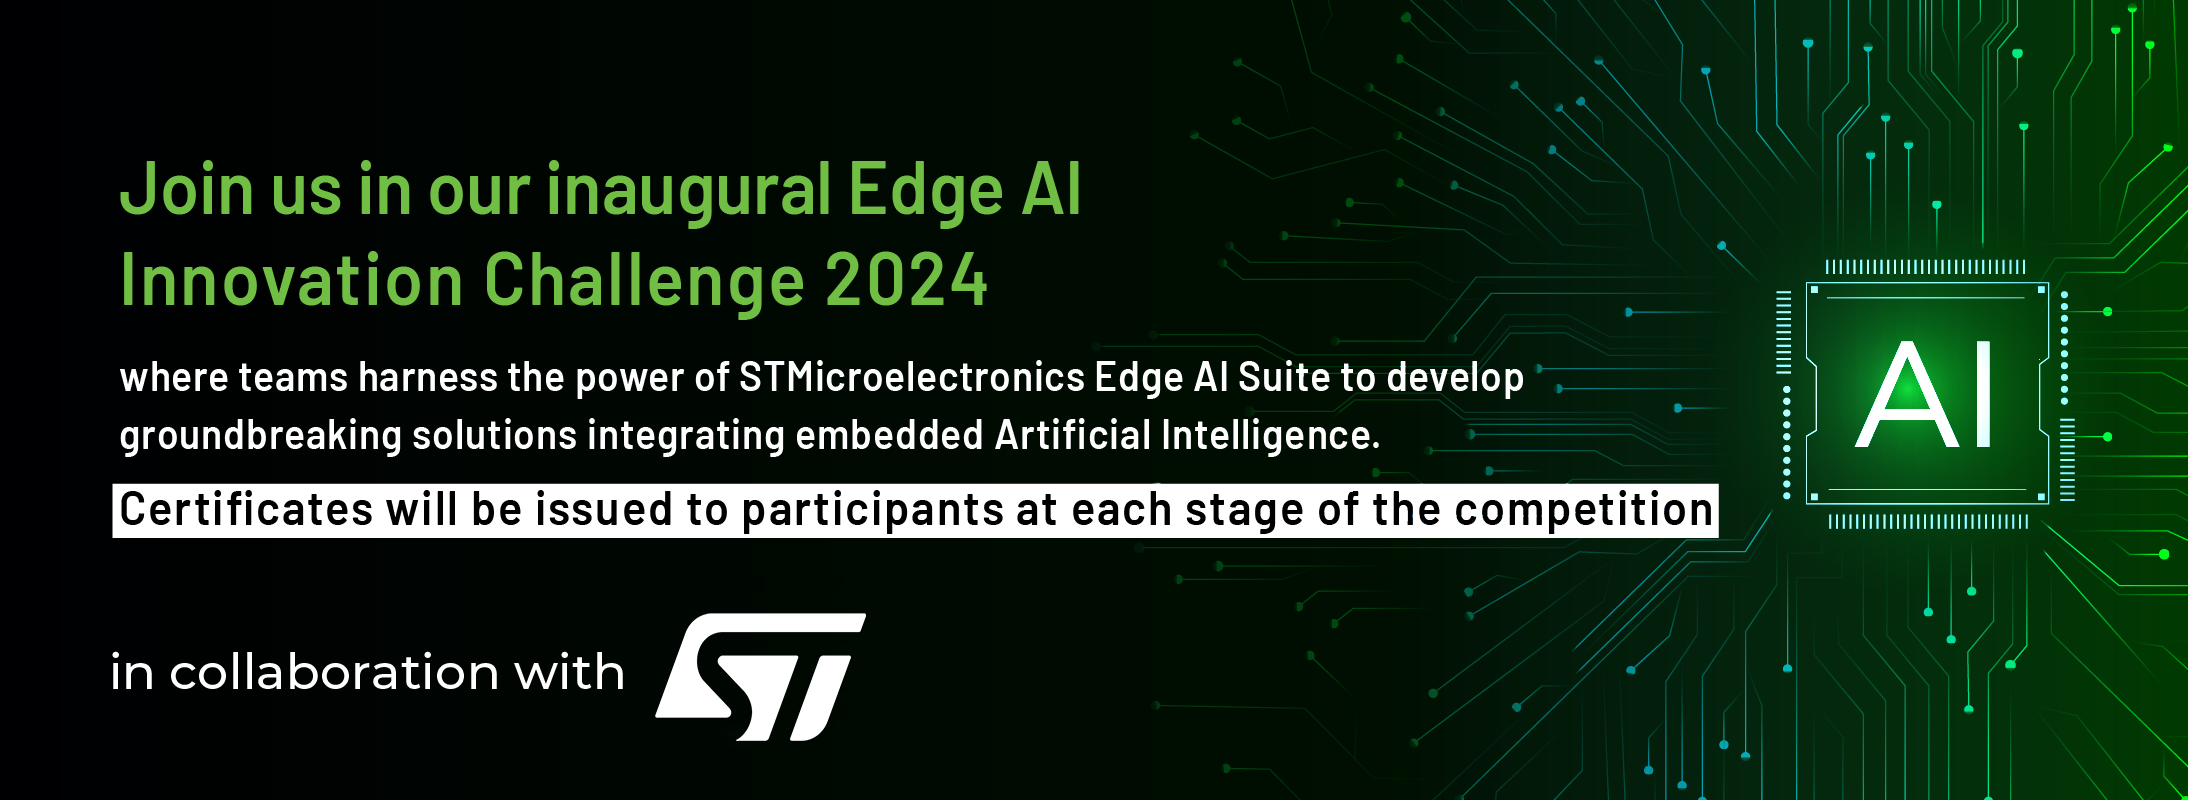 Join us in our inaugural Edge AI
Innovation Challenge 2024
where teams harness the power of STMicroelectronics Edge AI Suite to develop
groundbreaking solutions integrating embedded Artificial Intelligence.
Certificates will be issued to participants at each stage of the competition
in collaboration with ST
AI